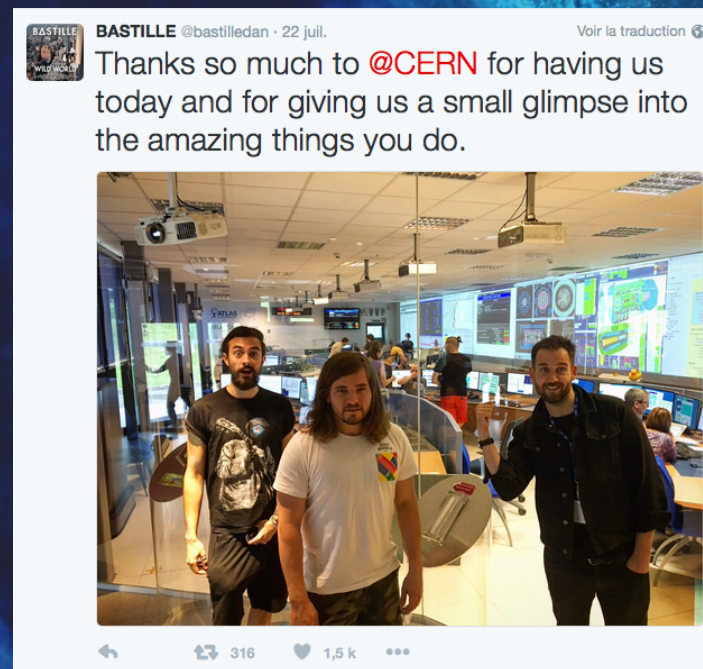 BASTILLE
WILD WORLD
BASTILLE @bastilledan · 22 juil.
Voir la traduction
Thanks so much to @CERN for having us
today and for giving us a small glimpse into
the amazing things you do.
ATLAS
316
1,5 k